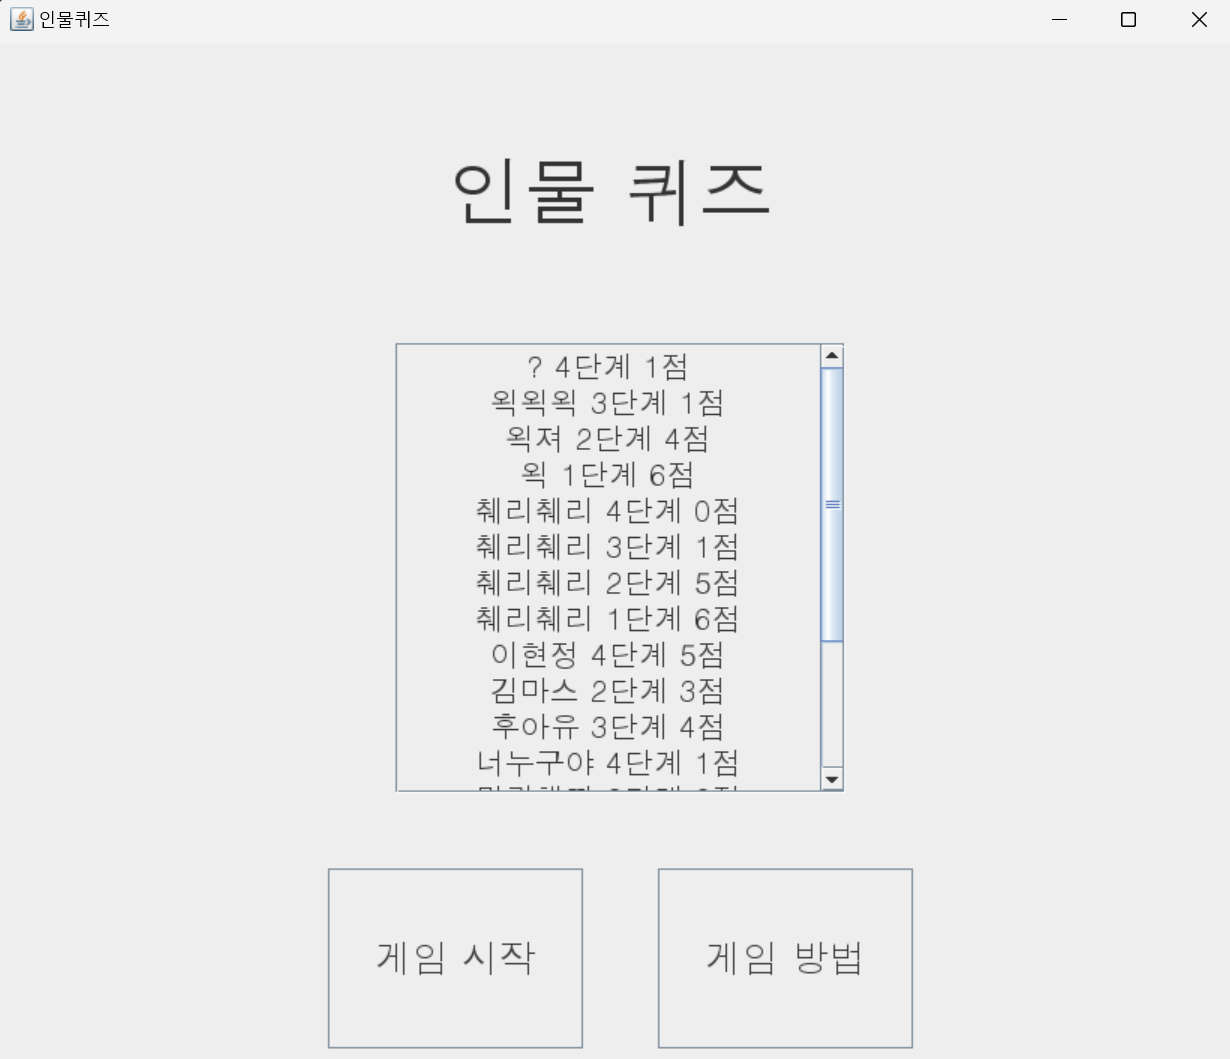 인물퀴즈
인물 퀴즈
? 4단계 1점
왹왹왹 3단계 1점
왹져 2단계 4점
왹 1단계 6점
췌리췌리 4단계 0점
췌리췌리 3단계 1점
췌리췌리 2단계 5점
췌리췌리 1단계 6점
이현정 4단계 5점
김마스 2단계 3점
후아유 3단계 4점
너누구야 4단계 1점
게임 시작
게임 방법